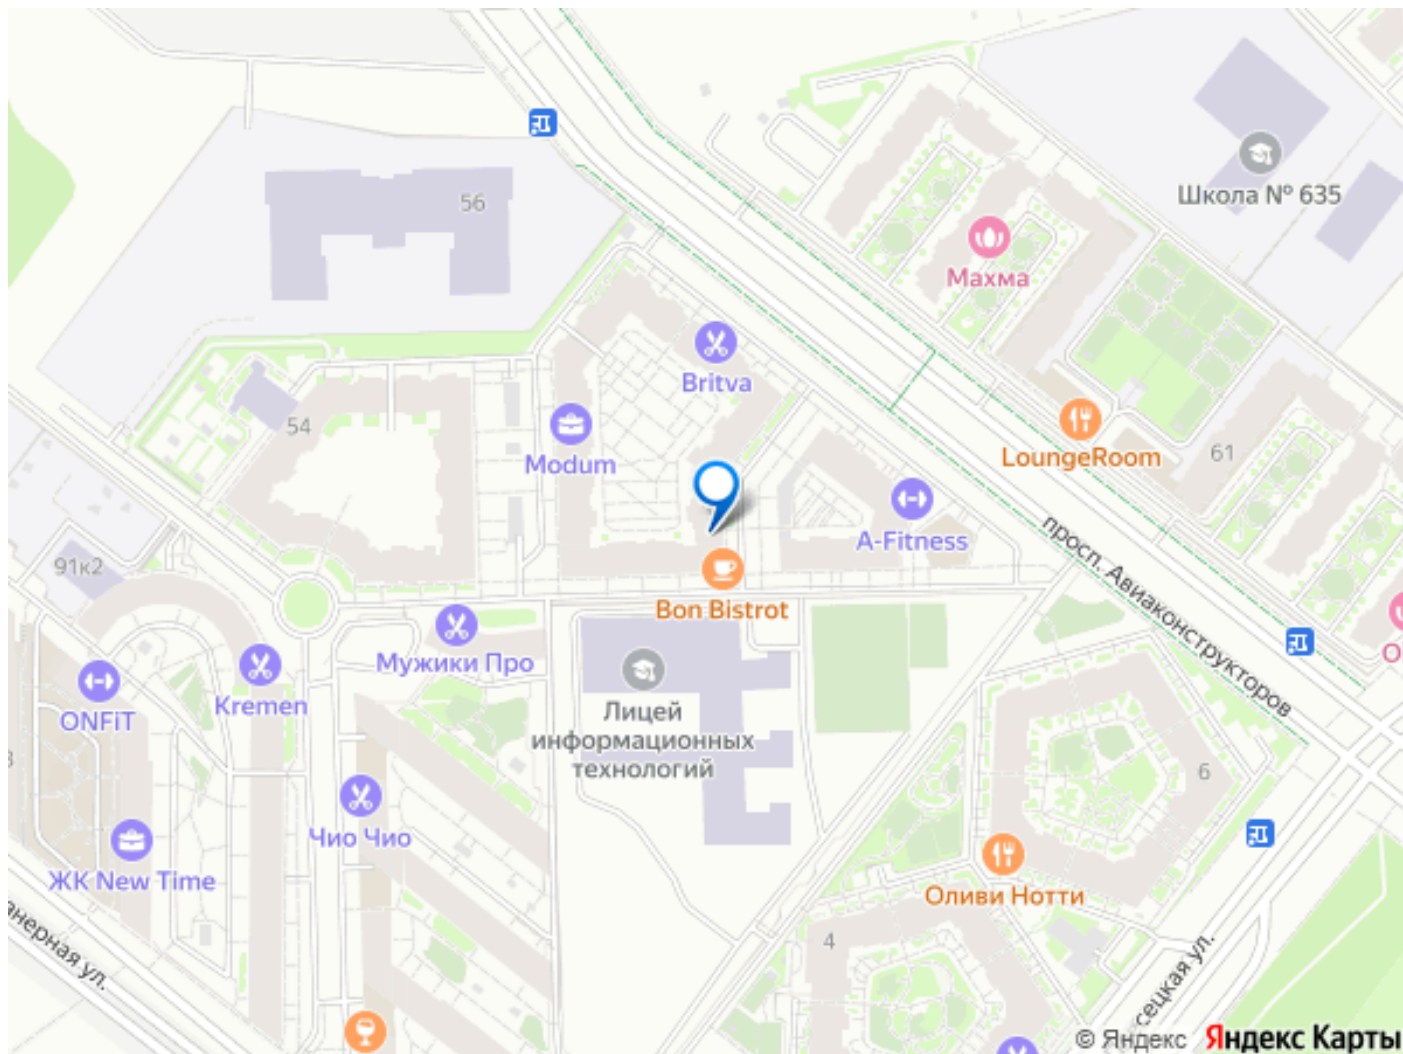 56
Школа № 635
Махма
Britva
54
Modum
LoungeRoom
61
A-Fitness
просп. Авиаконструкторов
91к2
Bon Bistrot
Мужики Про
Kremen
ONFiT
Лицей
информационных
технологий
О
6
3
Чио Чио
ЖК New Time
Оливи Нотти
4
анерная ул.
сецкая ул.
© Яндекс Яндекс Карты